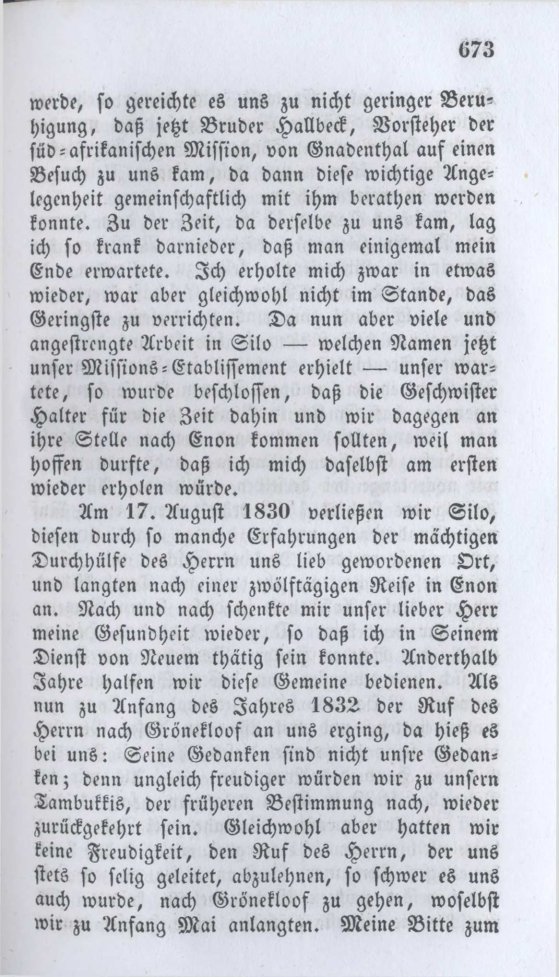 673
werde, so gereichte es uns zu nicht geringer Beru⸗
higung, daß jetzt Bruder Hallbeck, Vorsteher der
süd⸗afrikanischen Mission, von Gnadenthal auf einen
Besuch zu uns kam, da dann diese wichtige Ange⸗
legenheit gemeinschaftlich mit ihm berathen werden
konnte. Zu der Zeit, da derselbe zu uns kam, lag
ich so krank darnieder, daß man einigemal mein
Ende erwartete. Ich erholte mich zwar in etwas
wieder, war aber gleichwohl nicht im Stande, das
Geringste zu verrichten. Da nun aber viele und
angestrengte Arbeit in Silo — welchen Namen jetzt
unser Missions⸗Etablissement erhielt — unser war⸗
tete, so wurde beschlossen, daß die Geschwister
Halter für die Zeit dahin und wir dagegen an
ihre Stelle nach Enon kommen sollten, weil man
hoffen durfte, daß ich mich daselbst am ersten
wieder erholen würde.
Am 17. August 1830 verließen wir Silo,
diesen durch so manche Erfahrungen der mächtigen
Durchhülfe des Herrn uns lieb gewordenen Ort,
und langten nach einer zwölftägigen Reise in Enon
an. Nach und nach schenkte mir unser lieber Herr
meine Gesundheit wieder, so daß ich in Seinem
Dienst von Neuem thätig sein konnte. Anderthalb
Jahre halfen wir diese Gemeine bedienen. Als
nun zu Anfang des Jahres 1832 der Ruf des
Herrn nach Grönekloof an uns erging, da hieß es
bei uns: Seine Gedanken sind nicht unsre Gedan⸗
ken; denn ungleich freudiger würden wir zu unsern
Tambukkis, der früheren Bestimmung nach, wieder
zurückgekehrt sein. Gleichwohl aber hatten wir
keine Freudigkeit, den Ruf des Herrn, der uns
stets so selig geleitet, abzulehnen, so schwer es uns
auch wurde, nach Grönekloof zu gehen, woselbst
wir zu Anfang Mai anlangten. Meine Bitte zum